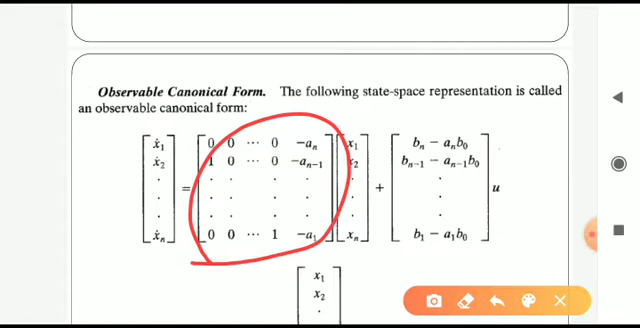 Observable Canonical Form. The following state-space representation is called
an observable canonical form:
ẋ₁ 0 0 ··· 0 −aₙ x₁ bₙ − aₙb₀
ẋ₂ 1 0 ··· 0 −aₙ₋₁ x₂ bₙ₋₁ − aₙ₋₁b₀
· · · · · · ·
· = · · · · · + · u
· · · · · · ·
ẋₙ 0 0 ··· 1 −a₁ xₙ b₁ − a₁b₀
x₁
x₂
·